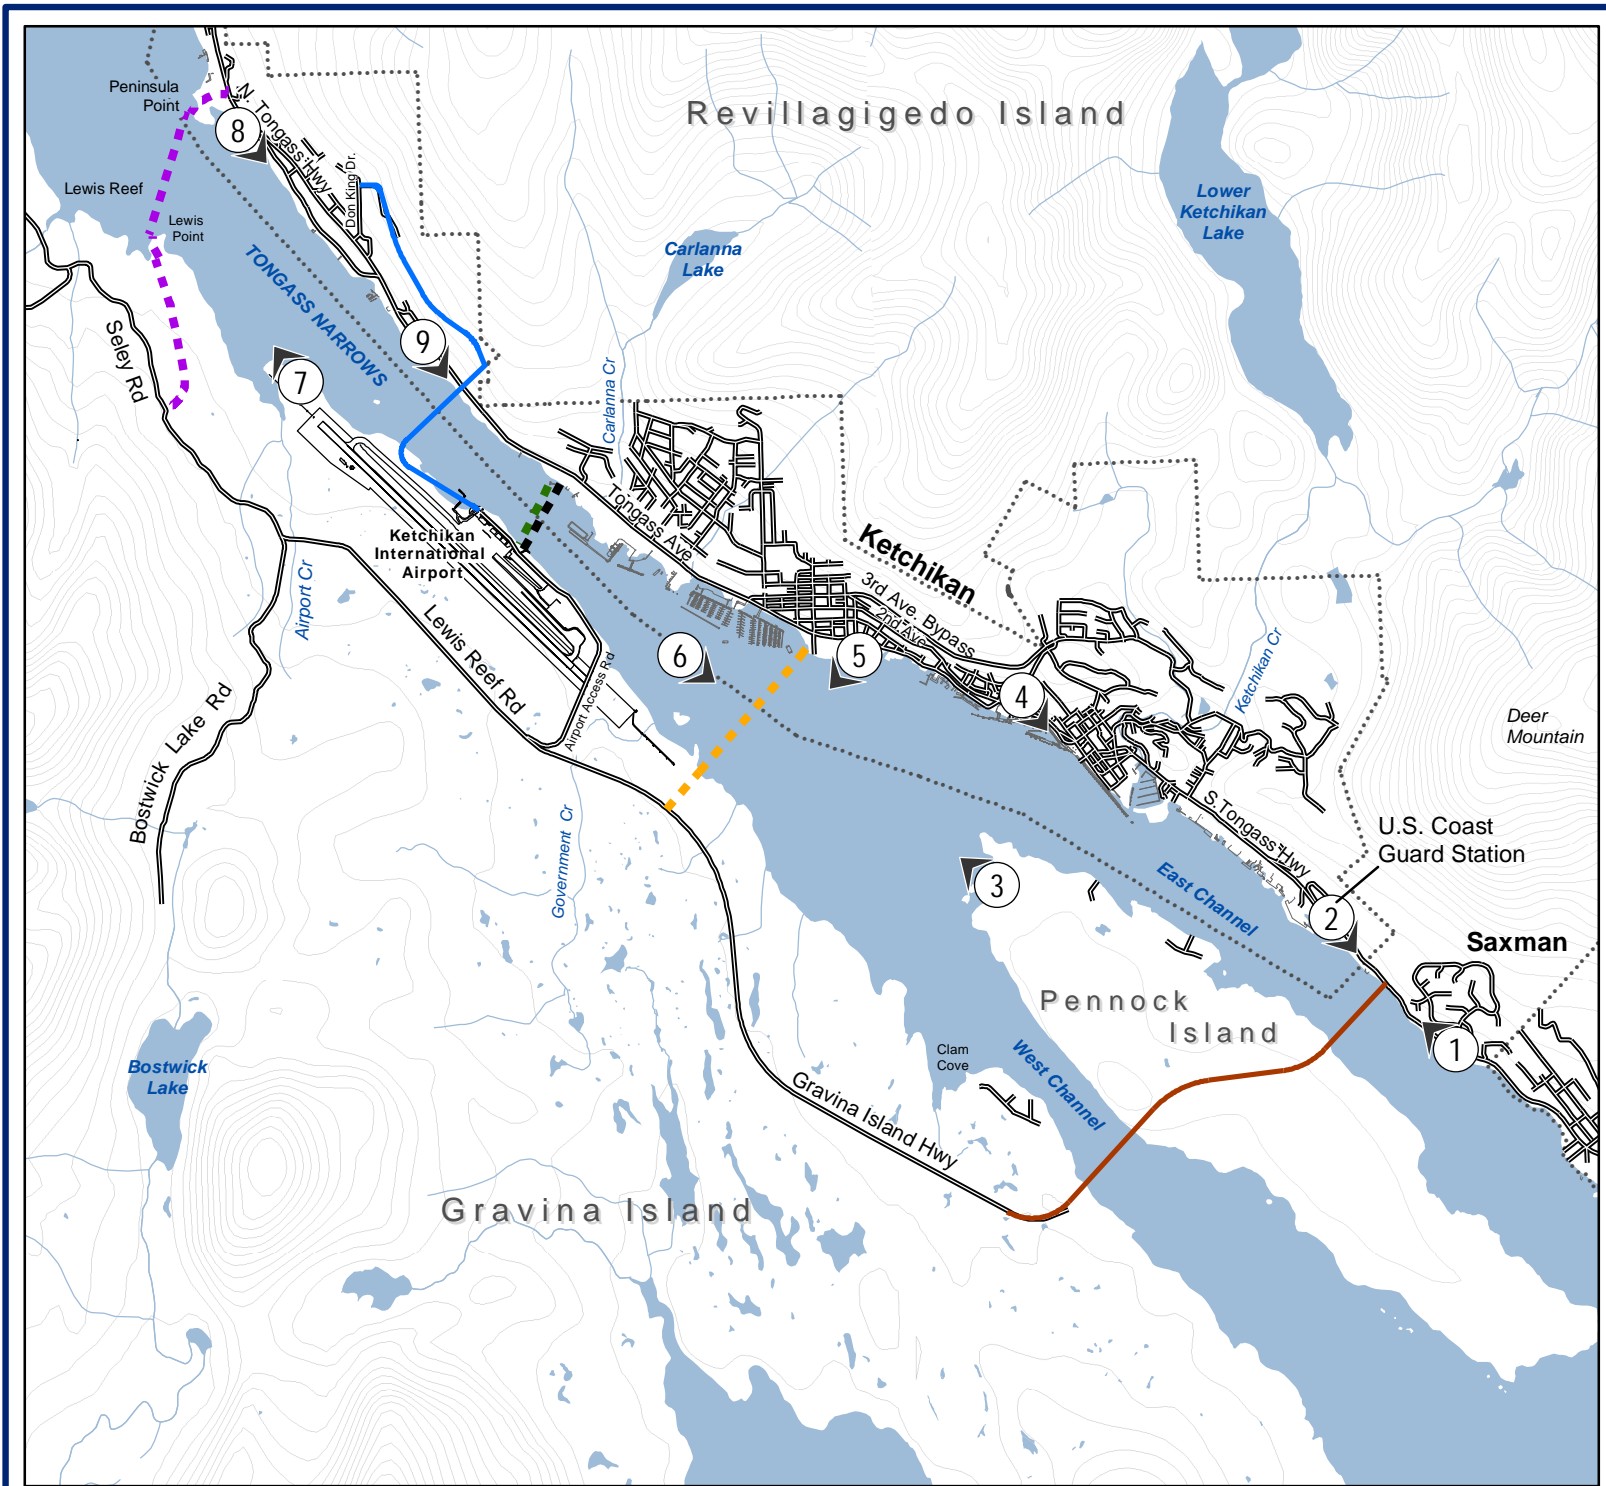 Revillagigedo Island
Peninsula
Point
8
N. Tongass Hwy
Don King Dr.
Lewis Reef
Lewis
Point
TONGASS NARROWS
Lower
Ketchikan
Lake
Carlanna
Lake
Seley Rd
9
7
Carlanna Cr
Tongass Ave
Ketchikan
Ketchikan
International
Airport
3rd Ave. Bypass
2nd Ave
Airport Cr
Lewis Reef Rd
Airport Access Rd
6
5
4
Ketchikan Cr
Deer
Mountain
Bostwick Lake Rd
Government Cr
S.Tongass Hwy
U.S. Coast
Guard Station
3
East Channel
2
Saxman
Pennock
Island
1
Clam
Cove
West Channel
Bostwick
Lake
Gravina Island Hwy
Gravina Island